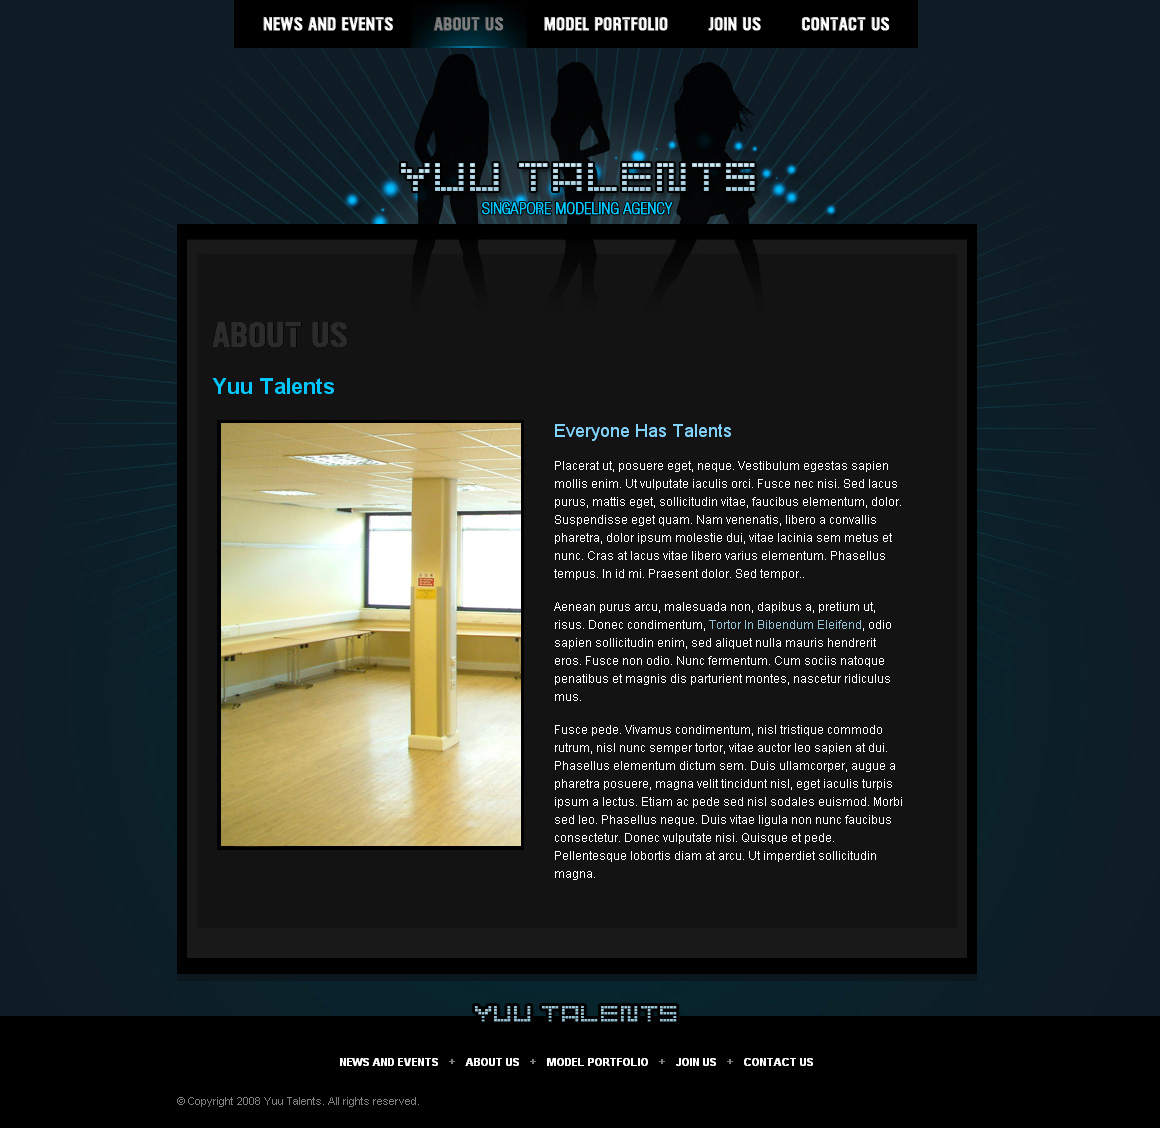 NEWS AND EVENTS ABOUT US MODEL PORTFOLIO JOIN US CONTACT US
YUU TALENTS
SINGAPORE MODELING AGENCY
ABOUT US
Yuu Talents
Everyone Has Talents
Placerat ut, posuere eget, neque. Vestibulum egestas sapien
mollis enim. Ut vulputate iaculis orci. Fusce nec nisi. Sed lacus
purus, mattis eget, sollicitudin vitae, faucibus elementum, dolor.
Suspendisse eget quam. Nam venenatis, libero a convallis
pharetra, dolor ipsum molestie dui, vitae lacinia sem metus et
nunc. Cras at lacus vitae libero varius elementum. Phasellus
tempus. In id mi. Praesent dolor. Sed tempor..
Aenean purus arcu, malesuada non, dapibus a, pretium ut,
risus. Donec condimentum, Tortor In Bibendum Eleifend, odio
sapien sollicitudin enim, sed aliquet nulla mauris hendrerit
eros. Fusce non odio. Nunc fermentum. Cum sociis natoque
penatibus et magnis dis parturient montes, nascetur ridiculus
mus.
Fusce pede. Vivamus condimentum, nisl tristique commodo
rutrum, nisl nunc semper tortor, vitae auctor leo sapien at dui.
Phasellus elementum dictum sem. Duis ullamcorper, augue a
pharetra posuere, magna velit tincidunt nisl, eget iaculis turpis
ipsum a lectus. Etiam ac pede sed nisl sodales euismod. Morbi
sed leo. Phasellus neque. Duis vitae ligula non nunc faucibus
consectetur. Donec vulputate nisi. Quisque et pede.
Pellentesque lobortis diam at arcu. Ut imperdiet sollicitudin
magna.
YUU TALENTS
NEWS AND EVENTS + ABOUT US + MODEL PORTFOLIO + JOIN US + CONTACT US
© Copyright 2008 Yuu Talents. All rights reserved.